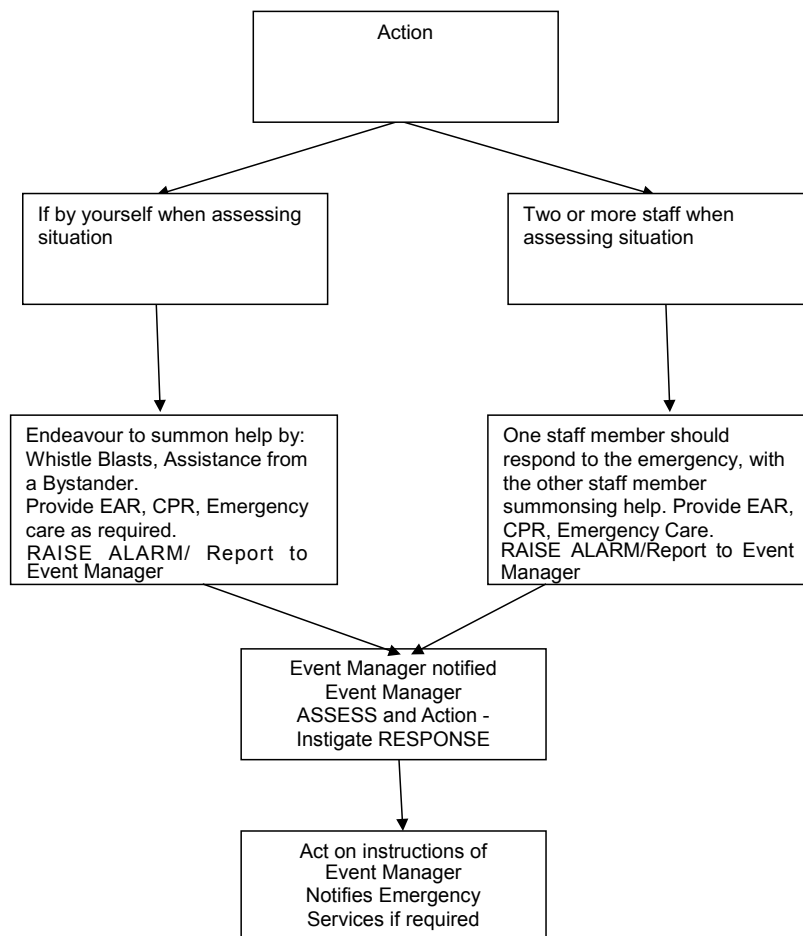 Action
If by yourself when assessing
situation
Two or more staff when
assessing situation
Endeavour to summon help by:
Whistle Blasts, Assistance from
a Bystander.
Provide EAR, CPR, Emergency
care as required.
RAISE ALARM/ Report to
Event Manager
One staff member should
respond to the emergency, with
the other staff member
summonsing help. Provide EAR,
CPR, Emergency Care.
RAISE ALARM/Report to Event
Manager
Event Manager notified
Event Manager
ASSESS and Action -
Instigate RESPONSE
Act on instructions of
Event Manager
Notifies Emergency
Services if required